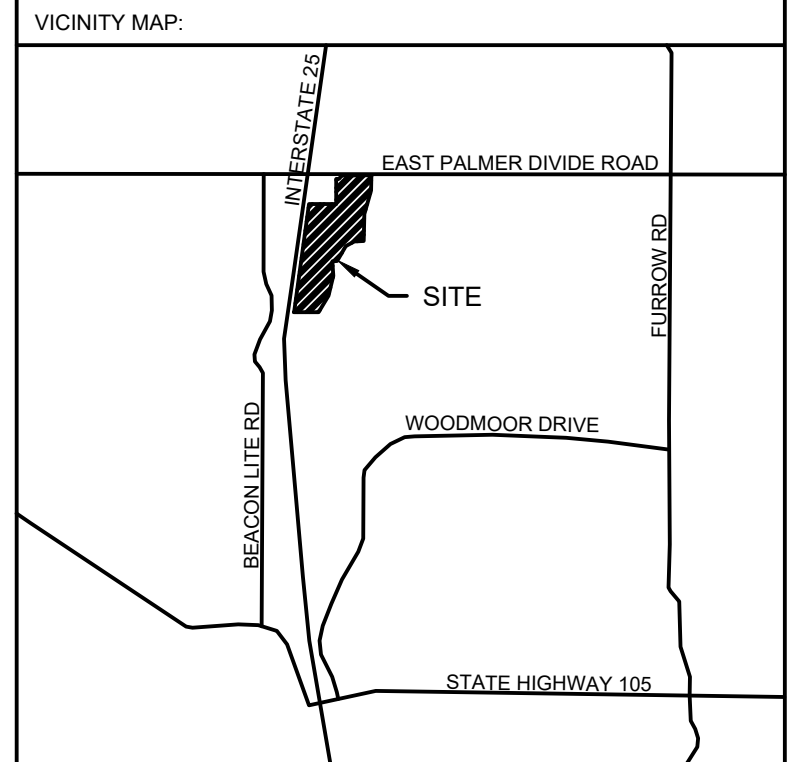 VICINITY MAP:
INTERSTATE 25
EAST PALMER DIVIDE ROAD
FURROW RD
SITE
BEACON LITE RD
WOODMOOR DRIVE
STATE HIGHWAY 105